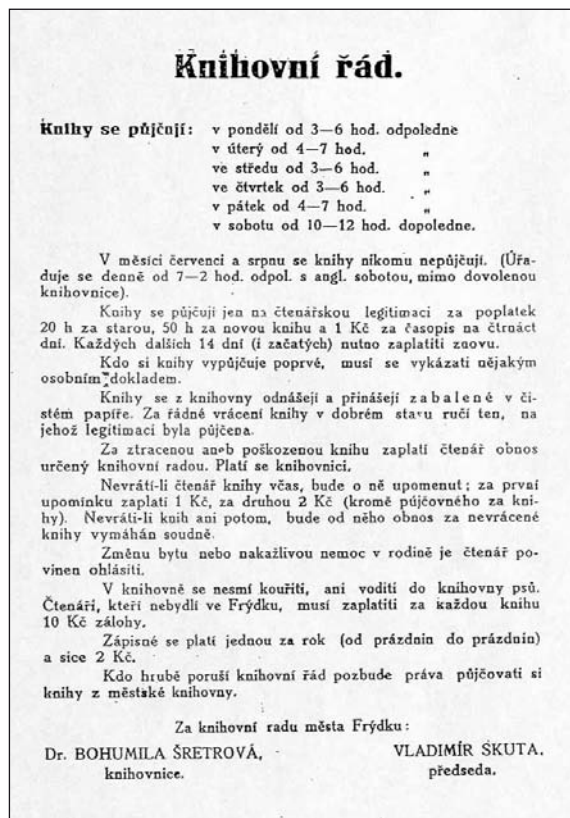 Knihovní řád.
Knihy se půjčují: v pondělí od 3—6 hod. odpoledne
v úterý od 4—7 hod. „
ve středu od 3—6 hod. „
ve čtvrtek od 3—6 hod. „
v pátek od 4—7 hod. „
v sobotu od 10—12 hod. dopoledne.
V měsíci červenci a srpnu se knihy nikomu nepůjčují. (Úřa-
duje se denně od 7—2 hod. odpol. s angl. sobotou, mimo dovolenou
knihovnice).
Knihy se půjčují jen na čtenářskou legitimaci za poplatek
20 h za starou, 50 h za novou knihu a 1 Kč za časopis na čtrnáct
dní. Každých dalších 14 dní (i začatých) nutno zaplatiti znovu.
Kdo si knihy vypůjčuje poprvé, musí se vykázati nějakým
osobním dokladem.
Knihy se z knihovny odnášejí a přinášejí zabalené v či-
stém papíře. Za řádné vrácení knihy v dobrém stavu ručí ten, na
jehož legitimaci byla půjčena.
Za ztracenou aneb poškozenou knihu zaplatí čtenář obnos
určený knihovní radou. Platí se knihovnici.
Nevrátí-li čtenář knihy včas, bude o ně upomenut; za první
upomínku zaplatí 1 Kč, za druhou 2 Kč (kromě půjčovného za kni-
hy). Nevrátí-li knih ani potom, bude od něho obnos za nevrácené
knihy vymáhán soudně.
Změnu bytu nebo nakažlivou nemoc v rodině je čtenář po-
vinen ohlásiti.
V knihovně se nesmí kouřiti, ani voditi do knihovny psů.
Čtenáři, kteří nebydlí ve Frýdku, musí zaplatiti za každou knihu
10 Kč zálohy.
Zápisné se platí jednou za rok (od prázdnin do prázdnin)
a sice 2 Kč.
Kdo hrubě poruší knihovní řád pozbude práva půjčovati si
knihy z městské knihovny.
Za knihovní radu města Frýdku:
Dr. BOHUMILA ŠRETROVÁ, VLADIMÍR ŠKUTA,
knihovnice. předseda.